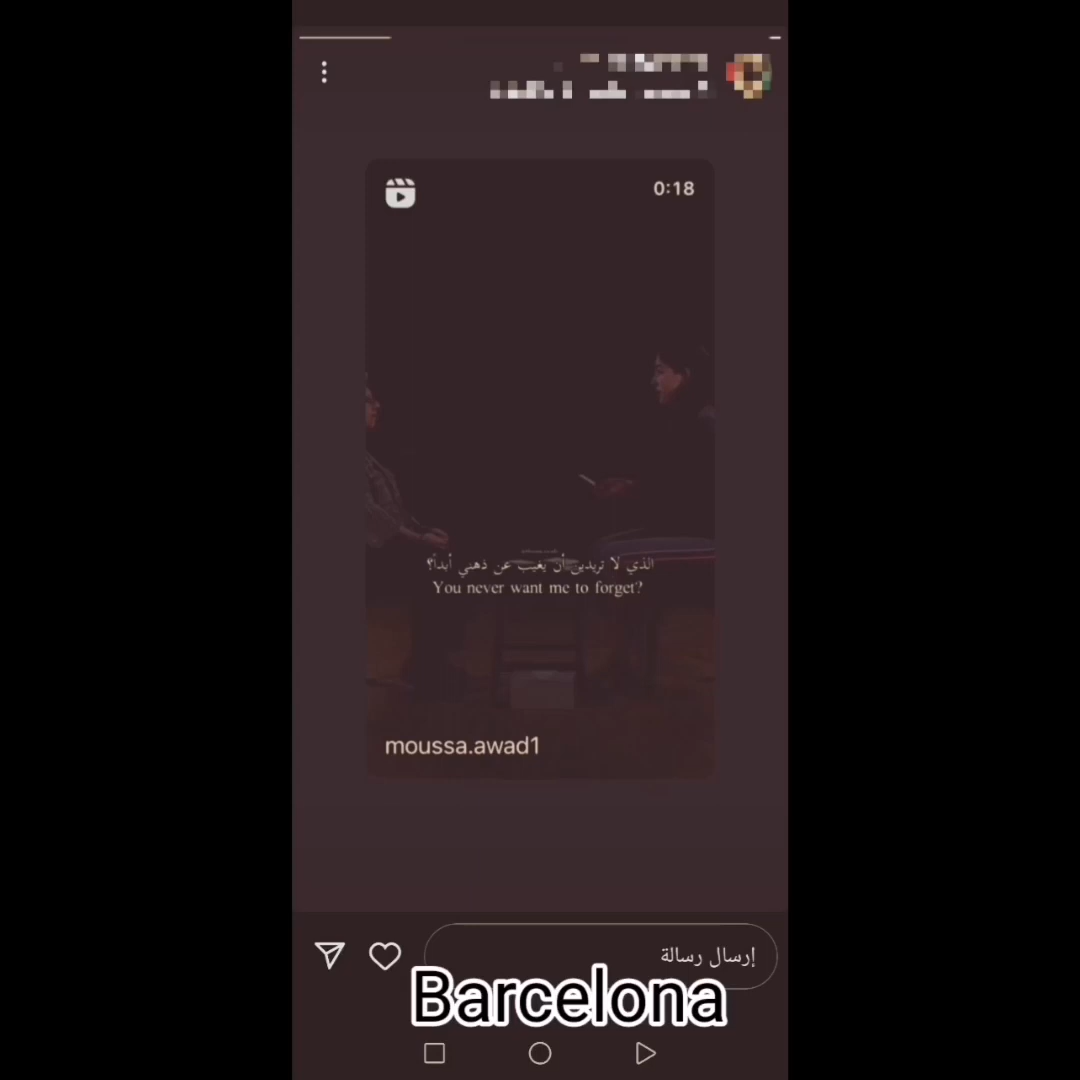 0:18
الذي لا تريدين أن يغيب عن ذهني أبداً؟
You never want me to forget?
moussa.awad1
إرسال رسالة
Barcelona